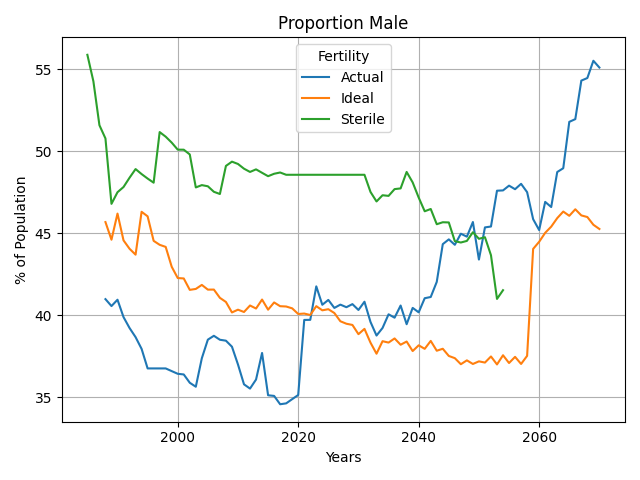 Proportion Male
Fertility
Actual
Ideal
Sterile
% of Population
55
50
45
40
35
2000
2020
2040
2060
Years